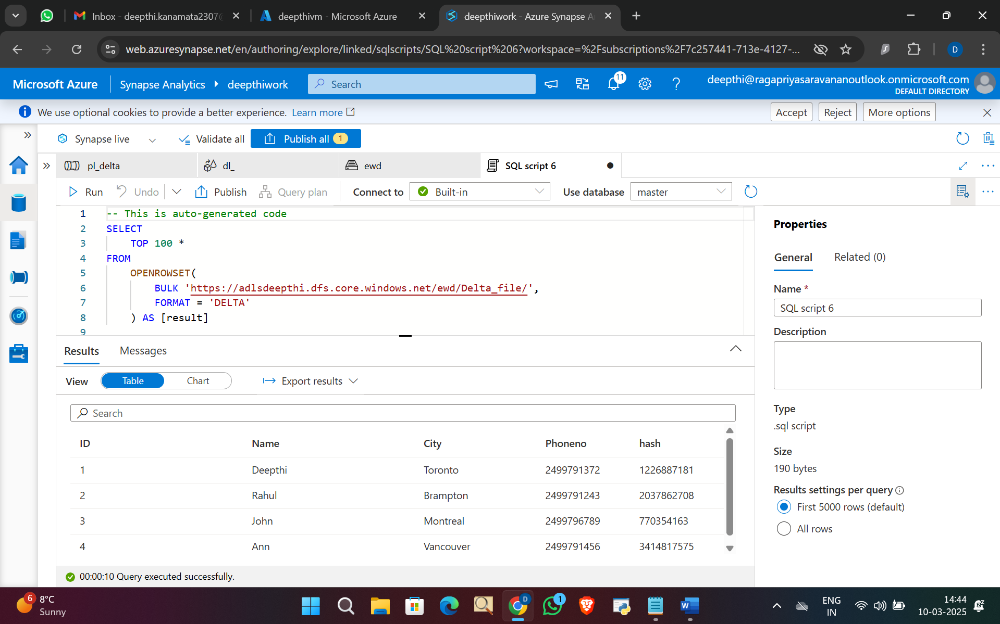 Inbox - deepthi.kanamata2307@
deepthivm - Microsoft Azure
deepthiwork - Azure Synapse A
web.azuresynapse.net/en/authoring/explore/linked/sqlscripts/SQL%20script%206?workspace=%2Fsubscriptions%2F7c257441-713e-4127-...
D
Microsoft Azure
Synapse Analytics
deepthiwork
Search
11
deepthi@ragapriyasaravananoutlook.onmicrosoft.com
DEFAULT DIRECTORY
We use optional cookies to provide a better experience. Learn more
Accept
Reject
More options
Synapse live
Validate all
Publish all 1
pl_delta
dl_
ewd
SQL script 6
Run
Undo
Publish
Query plan
Connect to
Built-in
Use database
master
1 -- This is auto-generated code
2 SELECT
3 TOP 100 *
4 FROM
5 OPENROWSET(
6 BULK 'https://adlsdeepthi.dfs.core.windows.net/ewd/Delta_file/',
7 FORMAT = 'DELTA'
8 ) AS [result]
9
Properties
General
Related (0)
Name *
SQL script 6
Description
Type
.sql script
Size
190 bytes
Results settings per query
First 5000 rows (default)
All rows
Results
Messages
View
Table
Chart
Export results
Search
ID Name City Phoneno hash
1 Deepthi Toronto 2499791372 1226887181
2 Rahul Brampton 2499791243 2037862708
3 John Montreal 2499796789 770354163
4 Ann Vancouver 2499791456 3414817575
00:00:10 Query executed successfully.
6
8°C
Sunny
D
1
W
ENG
IN
14:44
10-03-2025